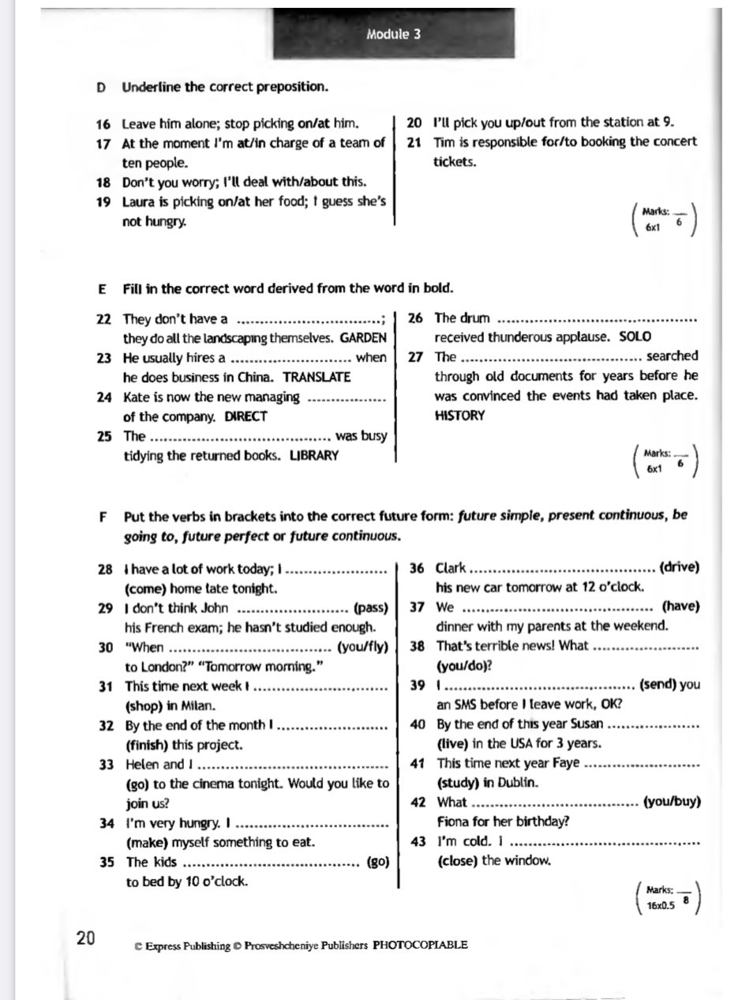 Module 3
D Underline the correct preposition.
16 Leave him alone; stop picking on/at him.
17 At the moment I'm at/in charge of a team of
ten people.
18 Don't you worry; I'll deal with/about this.
19 Laura is picking on/at her food; I guess she's
not hungry.
20 I'll pick you up/out from the station at 9.
21 Tim is responsible for/to booking the concert
tickets.
Marks: __
6x1 6
E Fill in the correct word derived from the word in bold.
22 They don't have a ...............................;
they do all the landscaping themselves. GARDEN
23 He usually hires a .......................... when
he does business in China. TRANSLATE
24 Kate is now the new managing .................
of the company. DIRECT
25 The ....................................... was busy
tidying the returned books. LIBRARY
26 The drum ...........................................
received thunderous applause. SOLO
27 The ....................................... searched
through old documents for years before he
was convinced the events had taken place.
HISTORY
Marks: __
6x1 6
F Put the verbs in brackets into the correct future form: future simple, present continuous, be
going to, future perfect or future continuous.
28 I have a lot of work today; I ......................
(come) home late tonight.
29 I don't think John ........................ (pass)
his French exam; he hasn't studied enough.
30 "When ................................... (you/fly)
to London?" "Tomorrow morning."
31 This time next week I .............................
(shop) in Milan.
32 By the end of the month I ........................
(finish) this project.
33 Helen and I .........................................
(go) to the cinema tonight. Would you like to
join us?
34 I'm very hungry. I .................................
(make) myself something to eat.
35 The kids ...................................... (go)
to bed by 10 o'clock.
36 Clark ........................................ (drive)
his new car tomorrow at 12 o'clock.
37 We ......................................... (have)
dinner with my parents at the weekend.
38 That's terrible news! What .......................
(you/do)?
39 I ......................................... (send) you
an SMS before I leave work, OK?
40 By the end of this year Susan ....................
(live) in the USA for 3 years.
41 This time next year Faye .........................
(study) in Dublin.
42 What .................................... (you/buy)
Fiona for her birthday?
43 I'm cold. I .........................................
(close) the window.
Marks: __
16x0.5 8
20
© Express Publishing © Prosveshcheniye Publishers PHOTOCOPIABLE